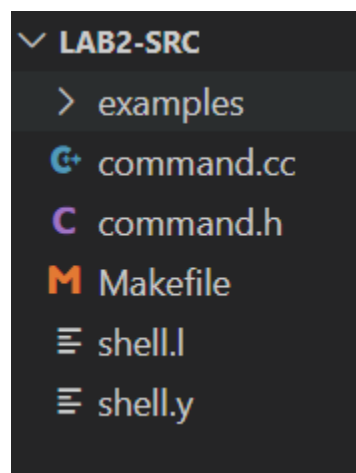 LAB2-SRC
examples
command.cc
C command.h
M Makefile
shell.l
shell.y